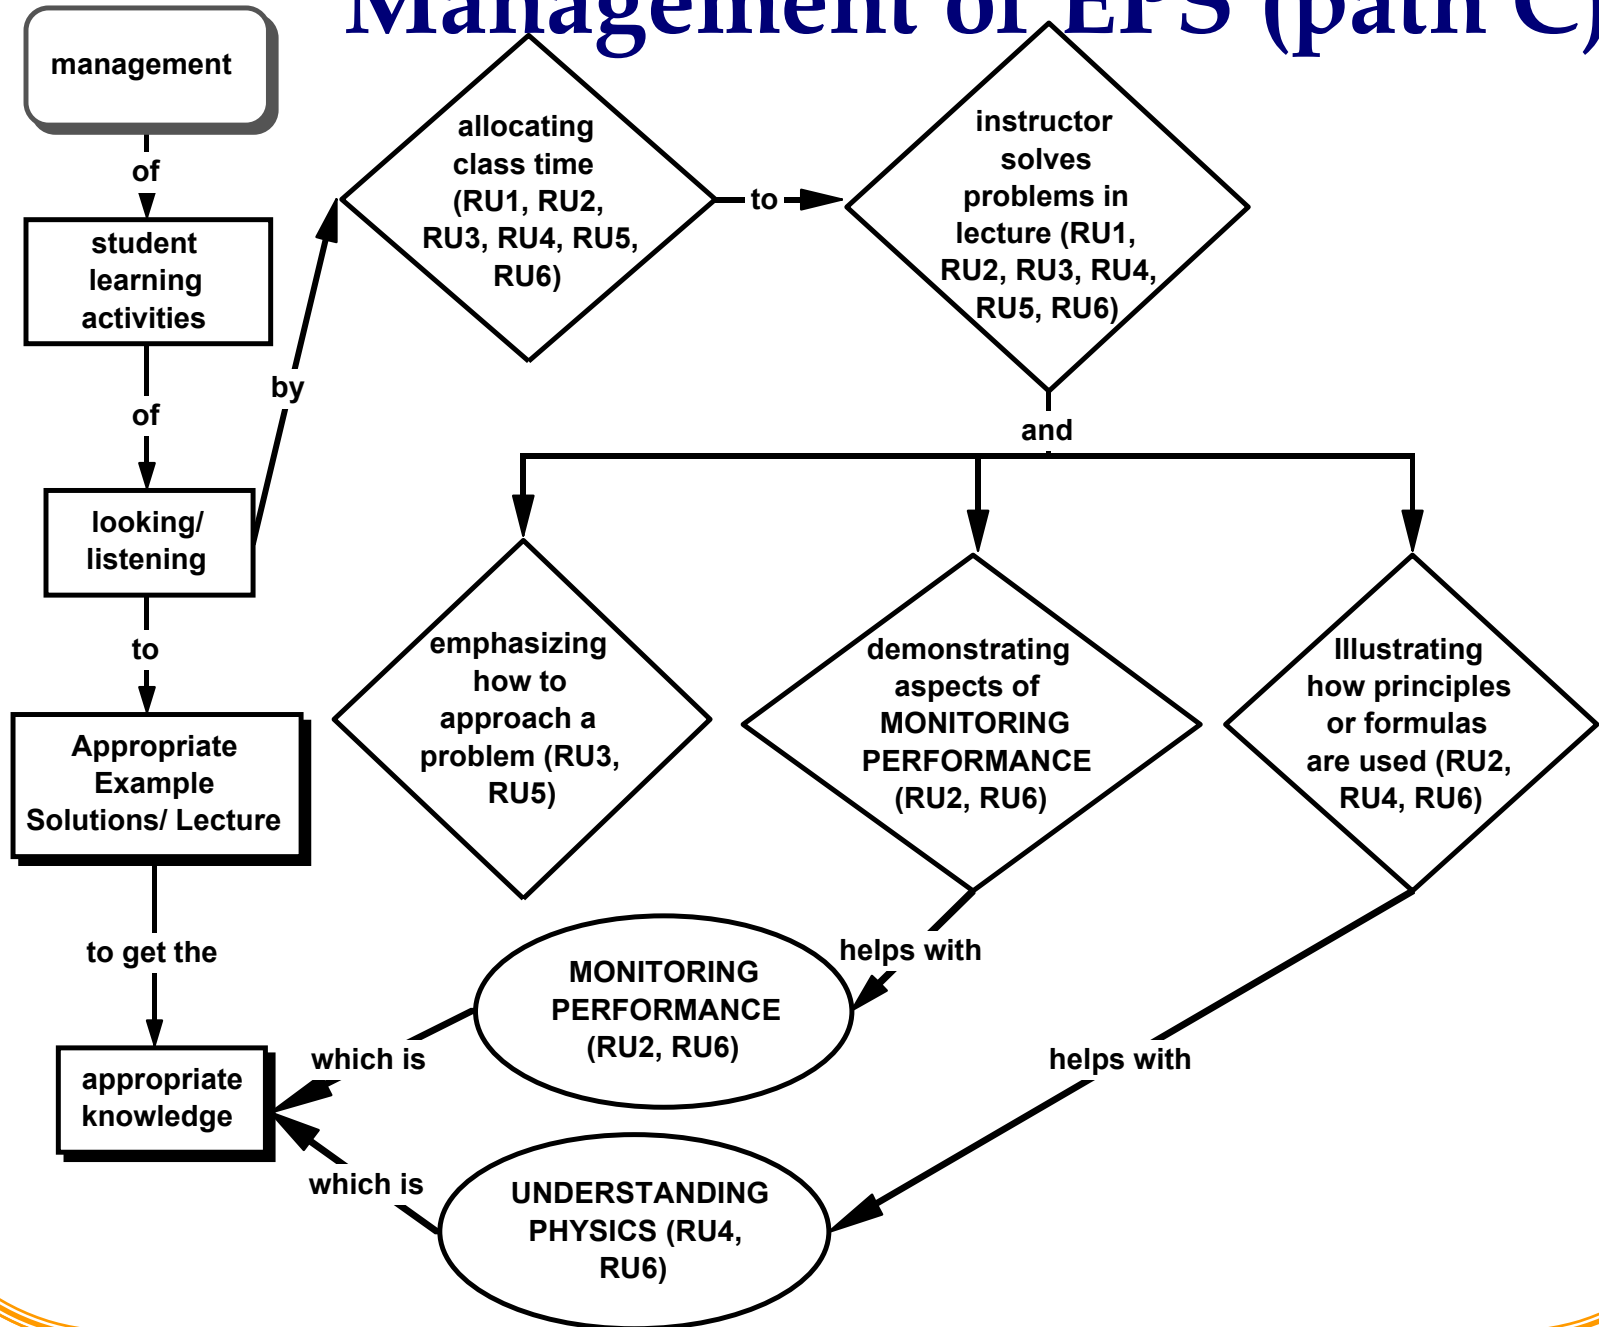 Management of EPS (path C)
management
of
student
learning
activities
of
looking/
listening
to
Appropriate
Example
Solutions/ Lecture
to get the
appropriate
knowledge
by
allocating
class time
(RU1, RU2,
RU3, RU4, RU5,
RU6)
to
instructor
solves
problems in
lecture (RU1,
RU2, RU3, RU4,
RU5, RU6)
and
emphasizing
how to
approach a
problem (RU3,
RU5)
demonstrating
aspects of
MONITORING
PERFORMANCE
(RU2, RU6)
Illustrating
how principles
or formulas
are used (RU2,
RU4, RU6)
helps with
MONITORING
PERFORMANCE
(RU2, RU6)
which is
helps with
UNDERSTANDING
PHYSICS (RU4,
RU6)
which is